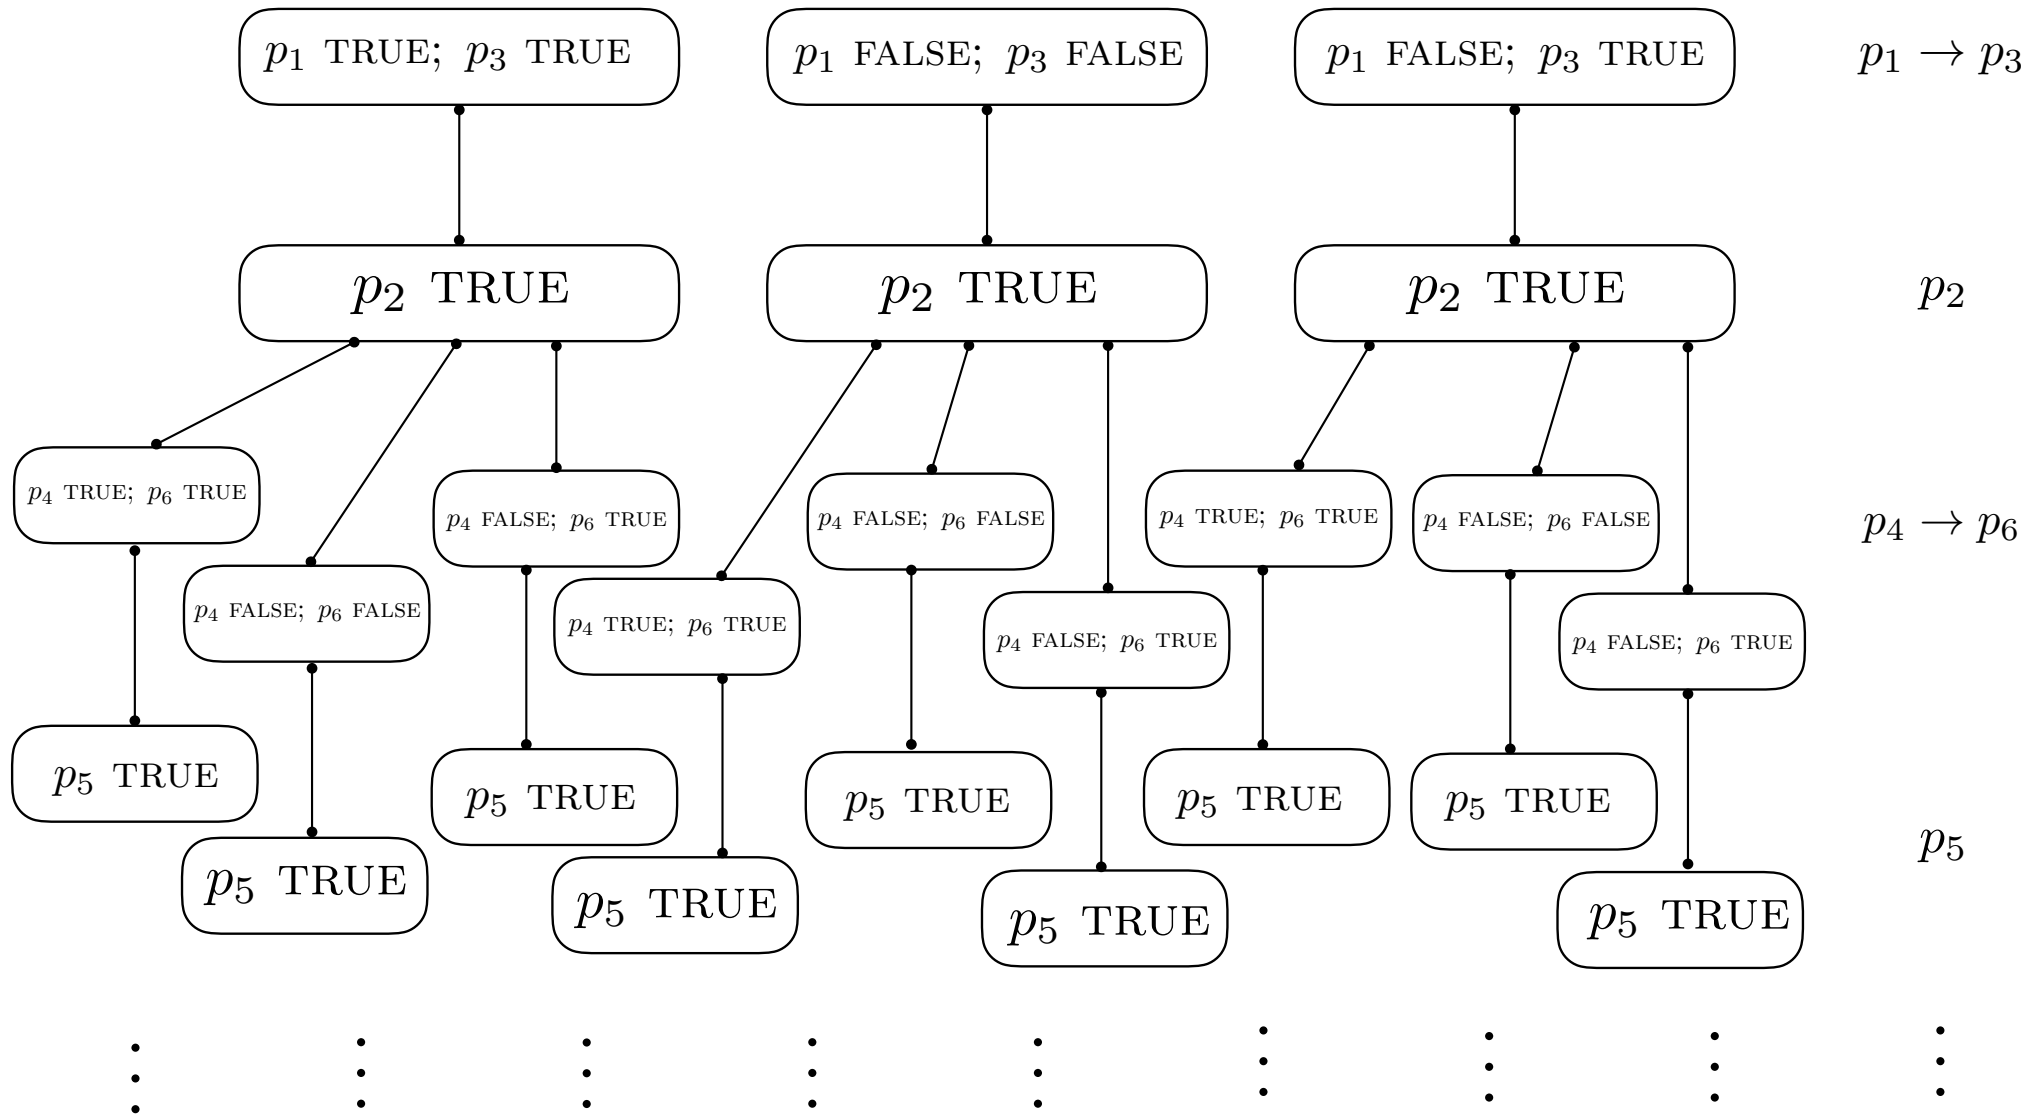 p₁ TRUE; p₃ TRUE
p₁ FALSE; p₃ FALSE
p₁ FALSE; p₃ TRUE
p₁ → p₃
p₂ TRUE
p₂ TRUE
p₂ TRUE
p₂
p₄ TRUE; p₆ TRUE
p₄ FALSE; p₆ FALSE
p₄ FALSE; p₆ TRUE
p₄ TRUE; p₆ TRUE
p₄ FALSE; p₆ FALSE
p₄ FALSE; p₆ TRUE
p₄ TRUE; p₆ TRUE
p₄ FALSE; p₆ FALSE
p₄ FALSE; p₆ TRUE
p₄ → p₆
p₅ TRUE
p₅ TRUE
p₅ TRUE
p₅ TRUE
p₅ TRUE
p₅ TRUE
p₅ TRUE
p₅ TRUE
p₅ TRUE
p₅